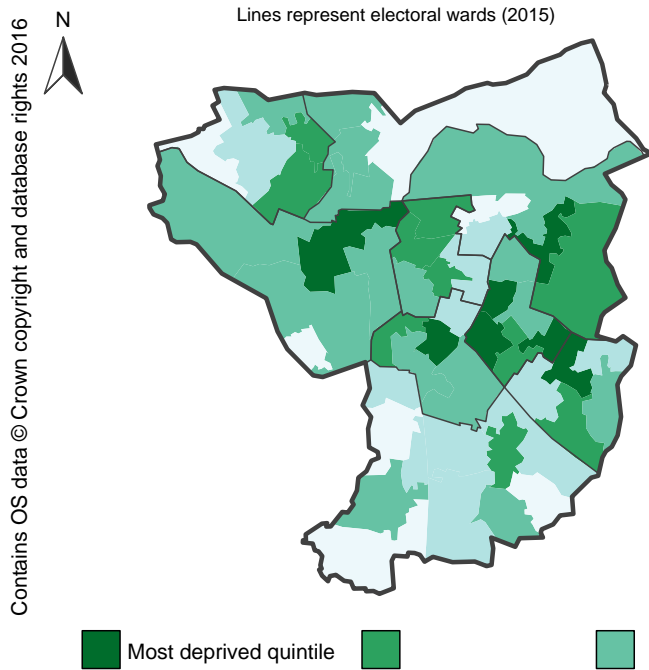 Lines represent electoral wards (2015)
N
Contains OS data © Crown copyright and database rights 2016
Most deprived quintile